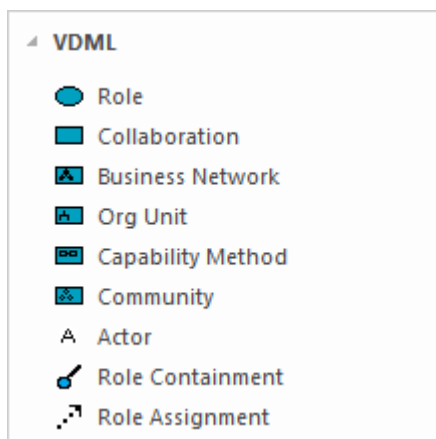 VDML
Role
Collaboration
Business Network
Org Unit
Capability Method
Community
A Actor
Role Containment
Role Assignment